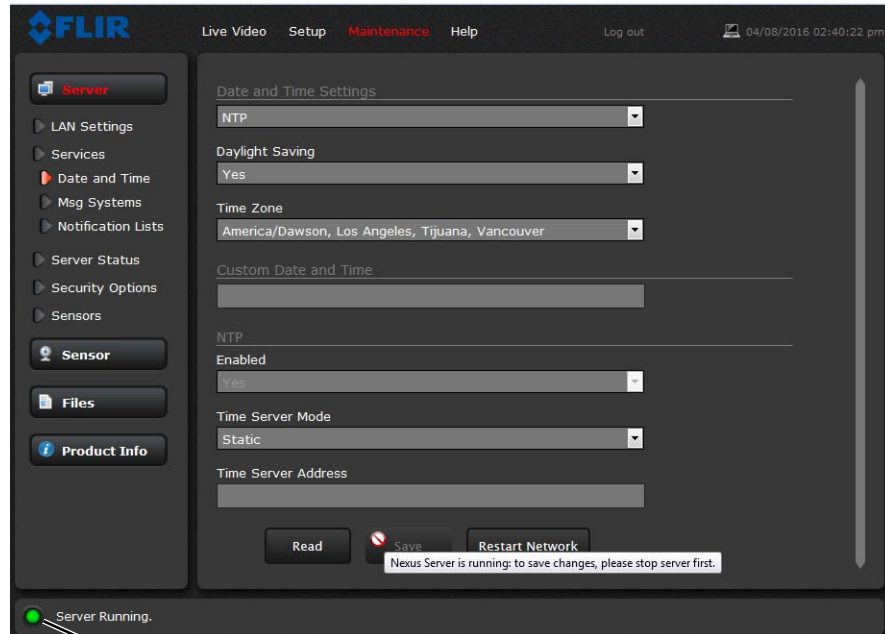 FLIR
Live Video Setup Maintenance Help Log out 04/08/2016 02:40:22 pm
Server
LAN Settings
Services
Date and Time
Msg Systems
Notification Lists
Server Status
Security Options
Sensors
Sensor
Files
Product Info
Date and Time Settings
NTP
Daylight Saving
Yes
Time Zone
America/Dawson, Los Angeles, Tijuana, Vancouver
Custom Date and Time
NTP
Enabled
Yes
Time Server Mode
Static
Time Server Address
Read Save Restart Network
Nexus Server is running: to save changes, please stop server first.
Server Running.